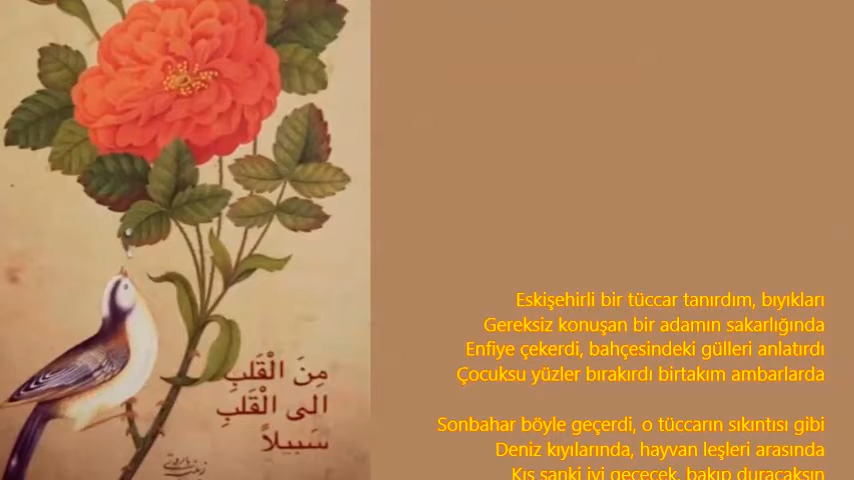 مِنَ الْقَلبِ
الى الْقَلبِ
سَبيلاً
Eskişehirli bir tüccar tanırdım, bıyıkları
Gereksiz konuşan bir adamın sakarlığında
Enfiye çekerdi, bahçesindeki gülleri anlatırdı
Çocuksu yüzler bırakırdı birtakım ambarlarda
Sonbahar böyle geçerdi, o tüccarın sıkıntısı gibi
Deniz kıyılarında, hayvan leşleri arasında
Kış sanki iyi geçecek, bakıp duracaksın